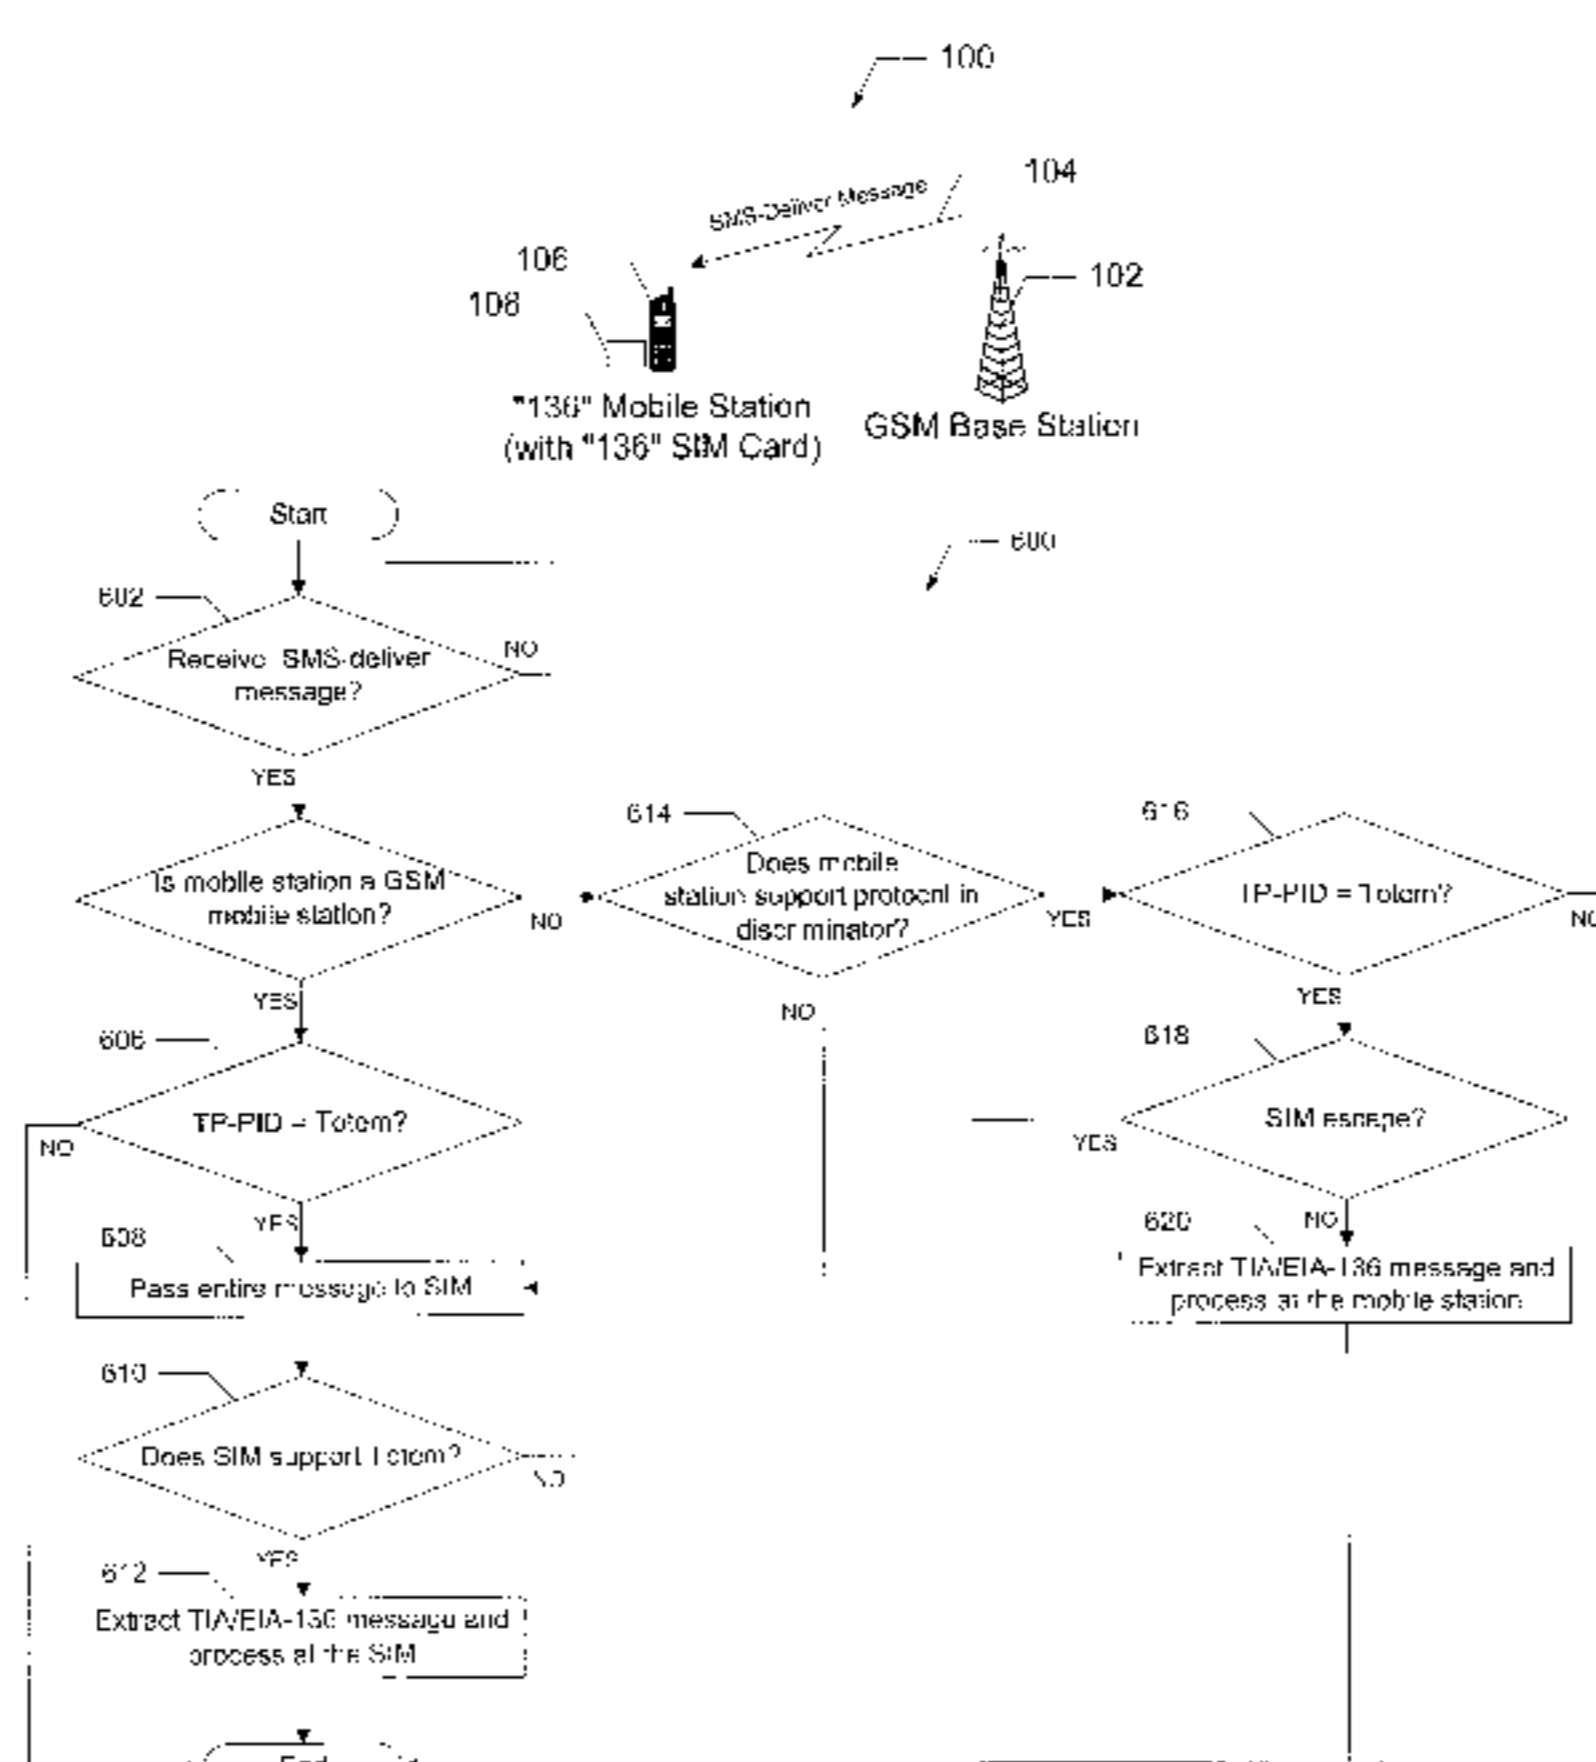 100
104
SMS-Deliver Message
106
102
108
"136" Mobile Station
(with "136" SIM Card)
GSM Base Station
Start
600
602
Receive SMS-deliver
message?
NO
YES
614
616
Is mobile station a GSM
mobile station?
NO
Does mobile
station support protocol in
discriminator?
YES
TP-PID = Totem?
NO
YES
NO
YES
606
618
TP-PID = Totem?
NO
SIM escape?
YES
YES
NO
608
620
Pass entire message to SIM
Extract TIA/EIA-136 message and
process at the mobile station
610
Does SIM support Totem?
NO
YES
612
Extract TIA/EIA-136 message and
process at the SIM
End